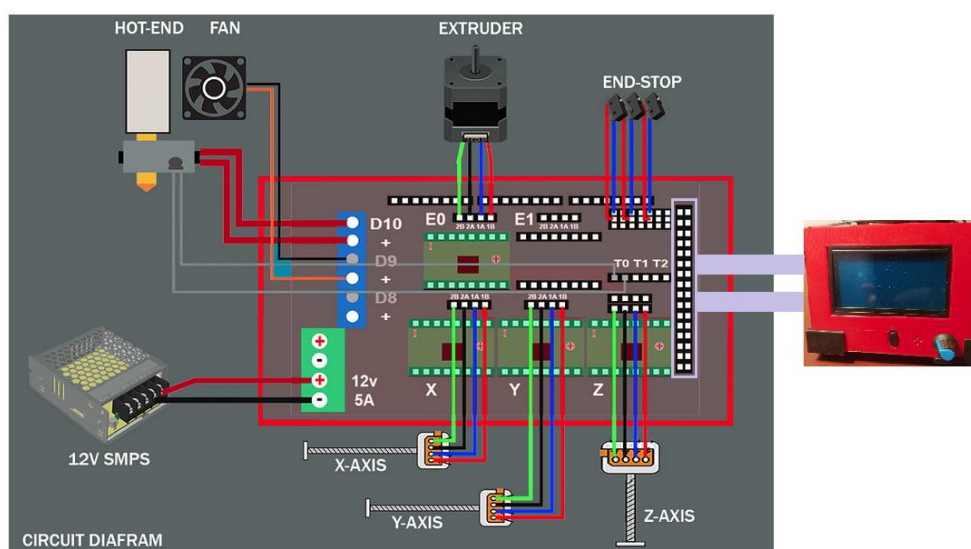 HOT-END
FAN
EXTRUDER
END-STOP
D10
+
D9
+
D8
+
E0
2B 2A 1A 1B
E1
2B 2A 1A 1B
T0 T1 T2
2B 2A 1A 1B
2B 2A 1A 1B
X
Y
Z
+
-
+
-
12v
5A
12V SMPS
X-AXIS
Y-AXIS
Z-AXIS
CIRCUIT DIAFRAM